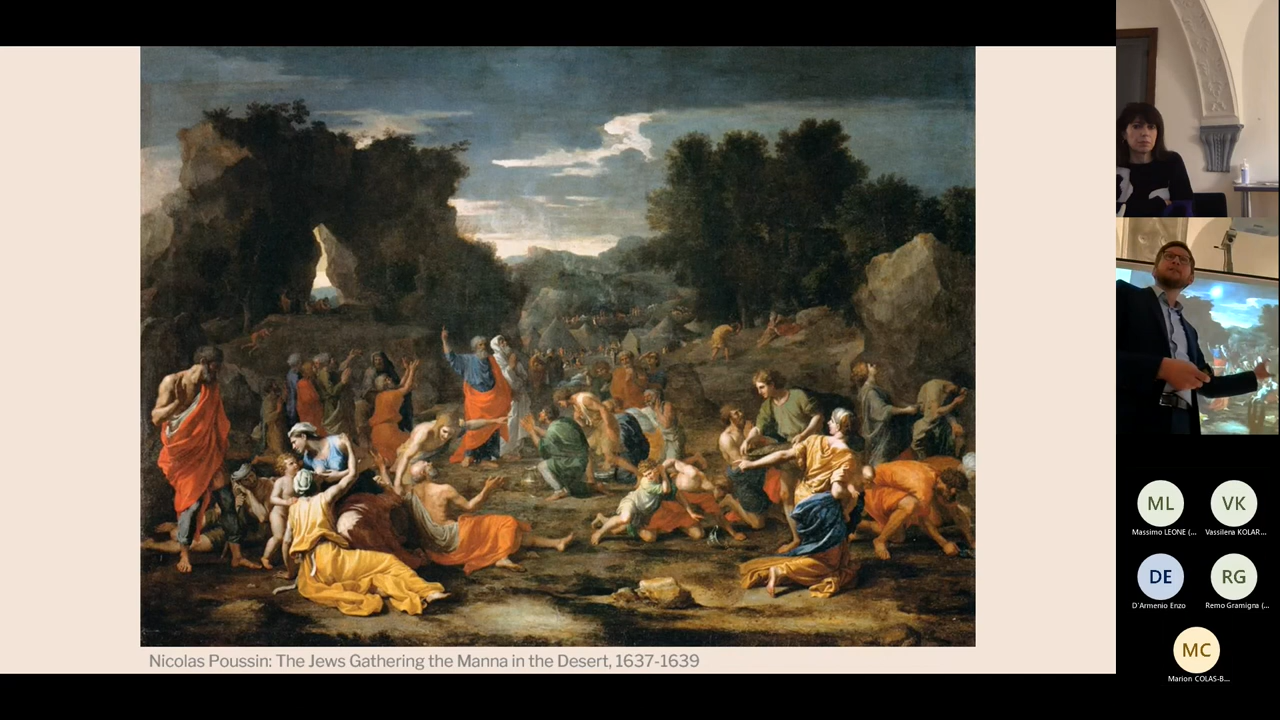 Nicolas Poussin: The Jews Gathering the Manna in the Desert, 1637-1639
ML
VK
Massimo LEONE (...
Vassilena KOLAR...
DE
RG
D'Armenio Enzo
Remo Gramigna (...
MC
Marion COLAS-B...